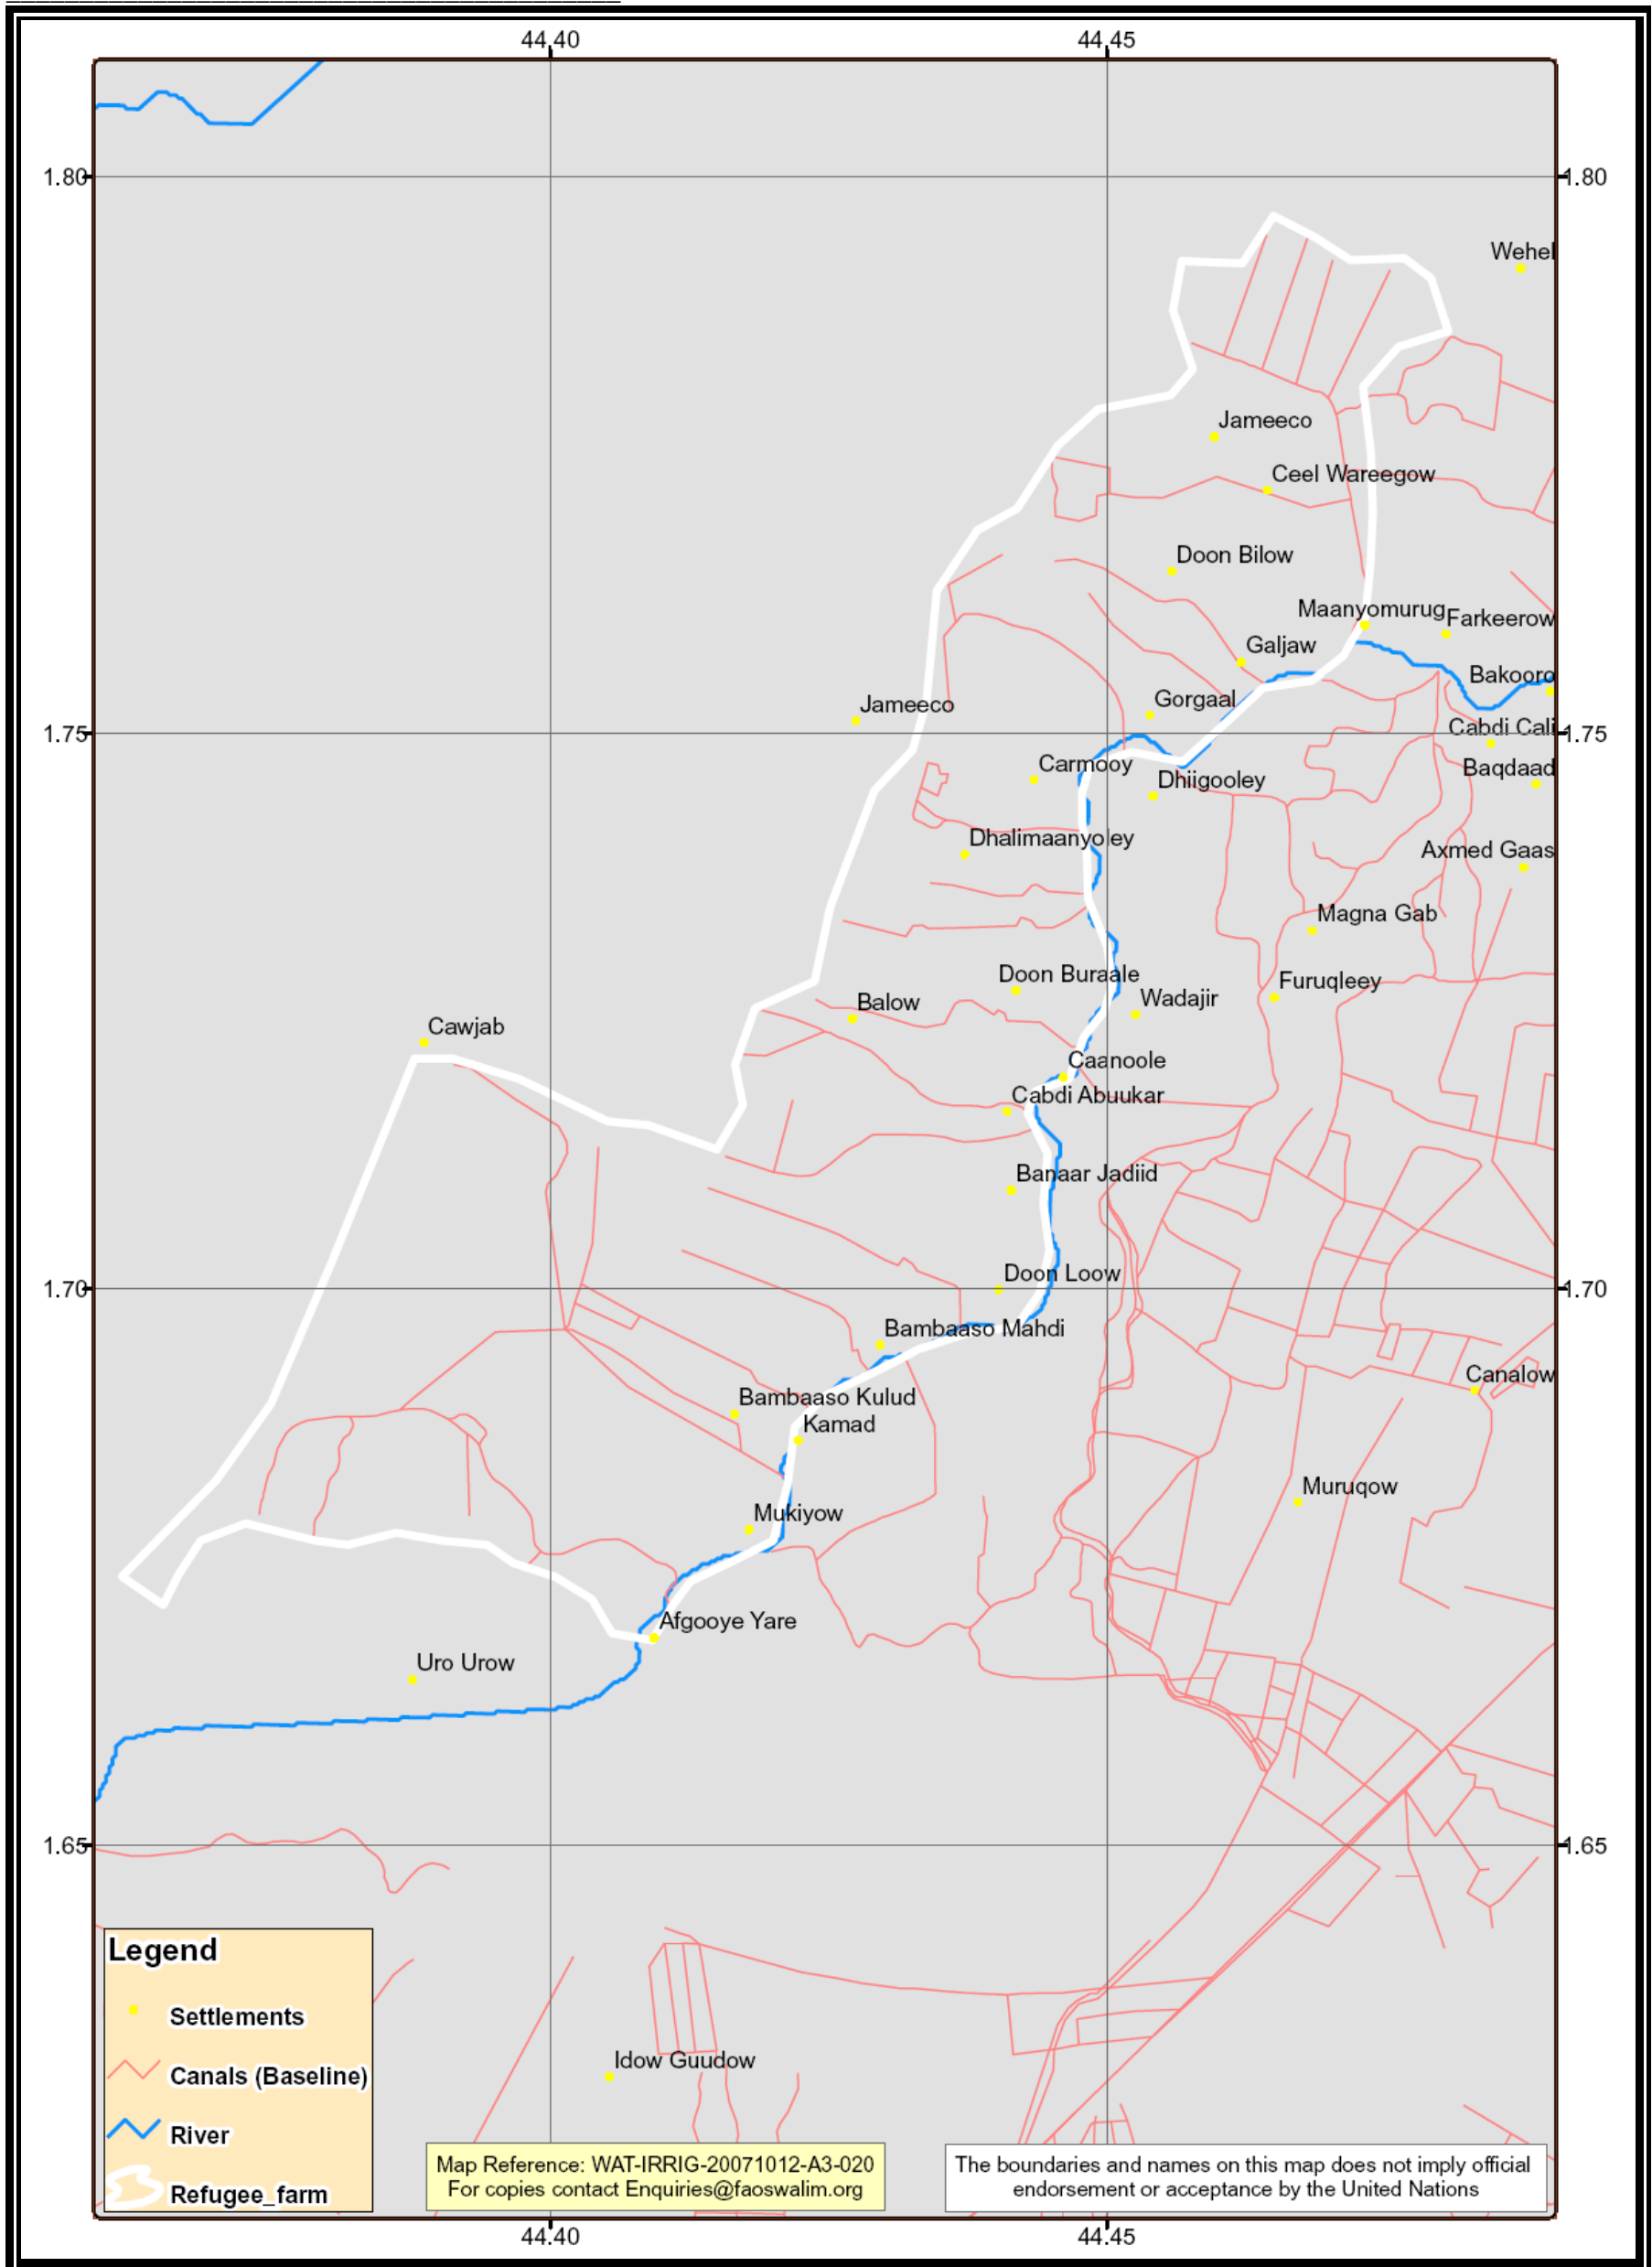 44.40 44.45
1.80 1.80
Wehel
Jameeco
Ceel Wareegow
Doon Bilow
Maanyomurug
Farkeerow
Galjaw
Bakooro
Gorgaal
Jameeco
Cabdi Cali
1.75 1.75
Carmooy
Baqdaad
Dhiigooley
Dhalimaanyoley
Axmed Gaas
Magna Gab
Doon Buraale
Furuqleey
Wadajir
Balow
Cawjab
Caanoole
Cabdi Abuukar
Banaar Jadiid
Doon Loow
1.70 1.70
Bambaaso Mahdi
Canalow
Bambaaso Kulud
Kamad
Muruqow
Mukiyow
Afgooye Yare
Uro Urow
1.65 1.65
Legend
Settlements
Canals (Baseline)
River
Refugee_farm
Idow Guudow
Map Reference: WAT-IRRIG-20071012-A3-020
For copies contact Enquiries@faoswalim.org
The boundaries and names on this map does not imply official
endorsement or acceptance by the United Nations
44.40 44.45